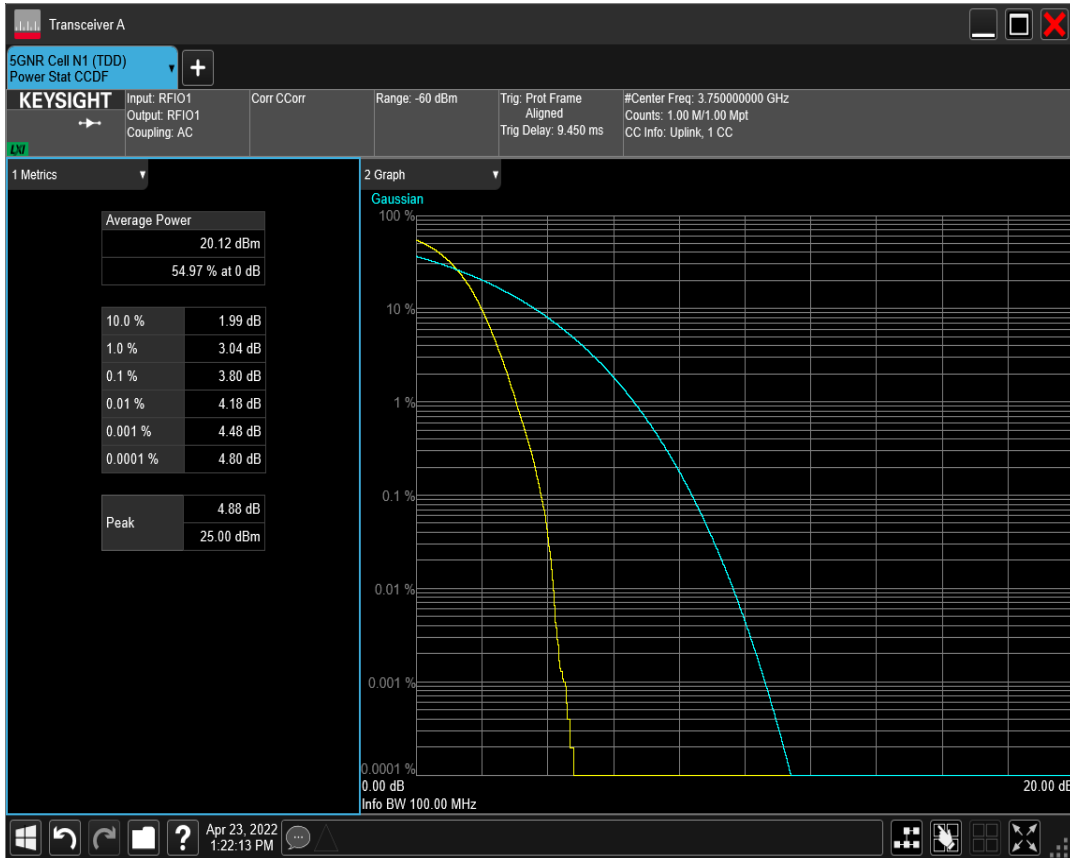 Transceiver A
5GNR Cell N1 (TDD)
Power Stat CCDF
KEYSIGHT
LXI
Input: RFIO1
Output: RFIO1
Coupling: AC
Corr CCorr
Range: -60 dBm
Trig: Prot Frame
Aligned
Trig Delay: 9.450 ms
#Center Freq: 3.750000000 GHz
Counts: 1.00 M/1.00 Mpt
CC Info: Uplink, 1 CC
1 Metrics
Average Power
20.12 dBm
54.97 % at 0 dB
10.0 % 1.99 dB
1.0 % 3.04 dB
0.1 % 3.80 dB
0.01 % 4.18 dB
0.001 % 4.48 dB
0.0001 % 4.80 dB
Peak
4.88 dB
25.00 dBm
2 Graph
Gaussian
100 %
10 %
1 %
0.1 %
0.01 %
0.001 %
0.0001 %
0.00 dB
20.00 dB
Info BW 100.00 MHz
?
Apr 23, 2022
1:22:13 PM